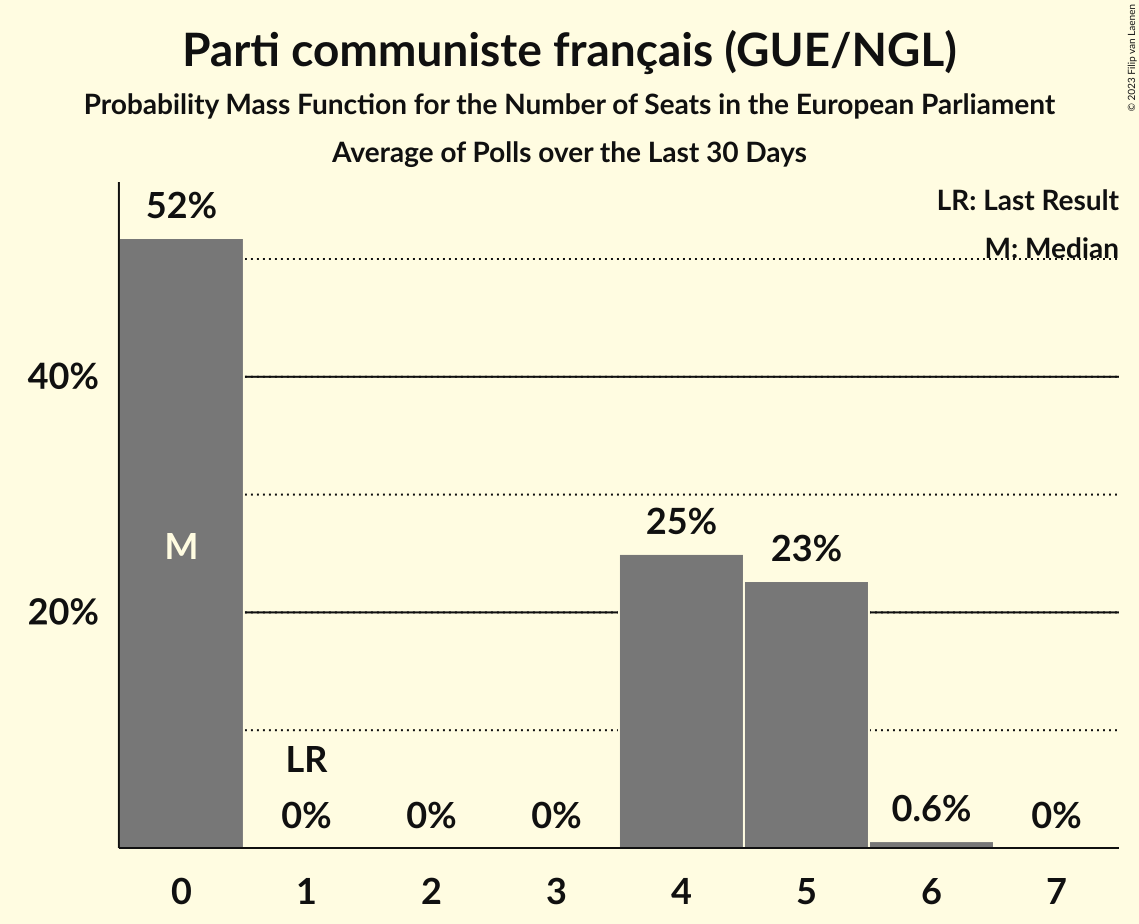 Parti communiste français (GUE/NGL)
Probability Mass Function for the Number of Seats in the European Parliament
Average of Polls over the Last 30 Days
© 2023 Filip van Laenen
LR: Last Result
M: Median
52%
40%
25%
23%
M
20%
LR
0%
0%
0%
0.6%
0%
0 1 2 3 4 5 6 7